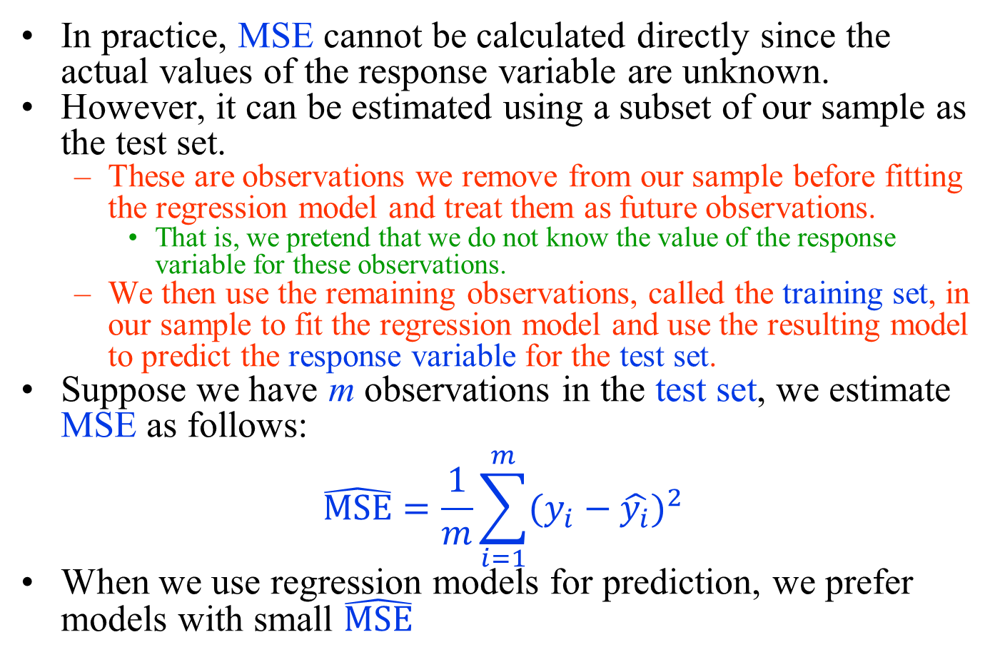 • In practice, MSE cannot be calculated directly since the
actual values of the response variable are unknown.
• However, it can be estimated using a subset of our sample as
the test set.
– These are observations we remove from our sample before fitting
the regression model and treat them as future observations.
• That is, we pretend that we do not know the value of the response
variable for these observations.
– We then use the remaining observations, called the training set, in
our sample to fit the regression model and use the resulting model
to predict the response variable for the test set.
• Suppose we have m observations in the test set, we estimate
MSE as follows:
$\widehat{\text{MSE}} = \frac{1}{m} \sum_{i=1}^{m} (y_i - \hat{y_i})^2$
• When we use regression models for prediction, we prefer
models with small $\widehat{\text{MSE}}$